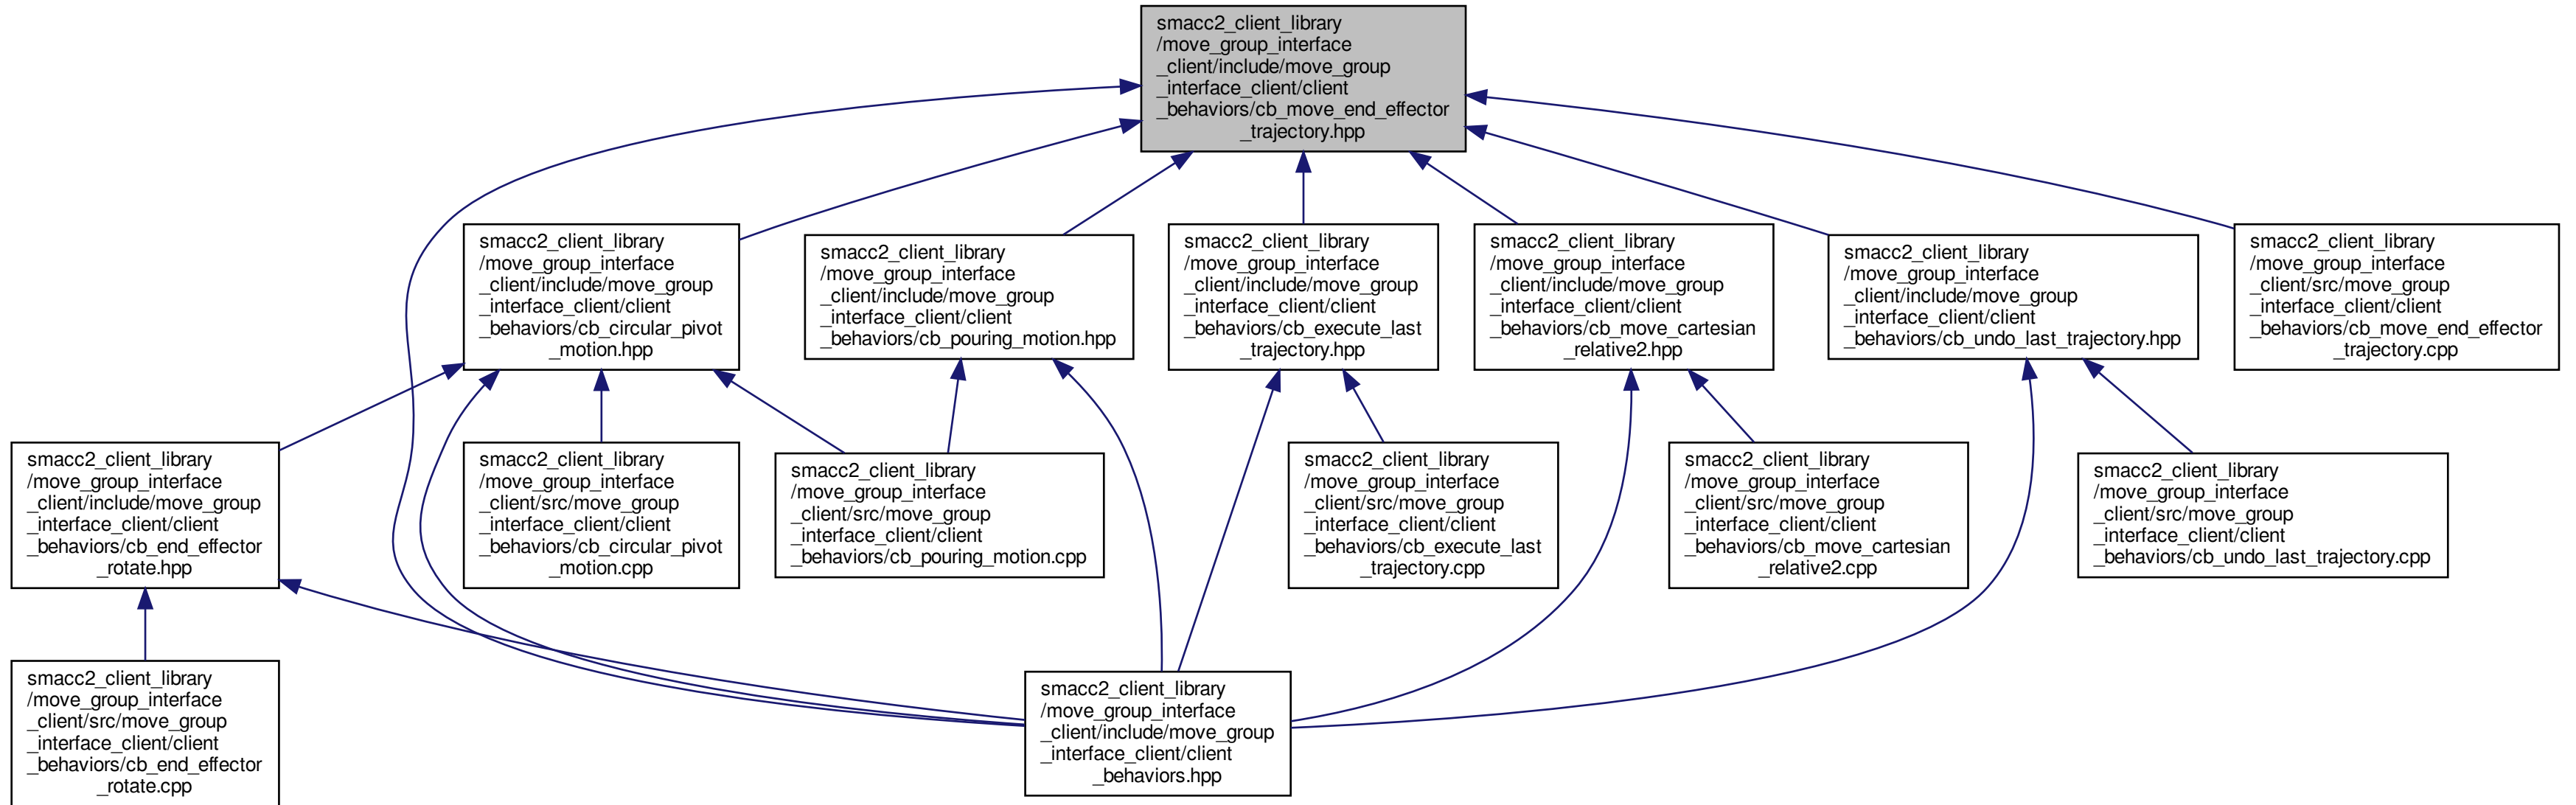 smacc2_client_library
/move_group_interface
_client/include/move_group
_interface_client/client
_behaviors/cb_move_end_effector
_trajectory.hpp
smacc2_client_library
/move_group_interface
_client/include/move_group
_interface_client/client
_behaviors/cb_circular_pivot
_motion.hpp
smacc2_client_library
/move_group_interface
_client/include/move_group
_interface_client/client
_behaviors/cb_pouring_motion.hpp
smacc2_client_library
/move_group_interface
_client/include/move_group
_interface_client/client
_behaviors/cb_execute_last
_trajectory.hpp
smacc2_client_library
/move_group_interface
_client/include/move_group
_interface_client/client
_behaviors/cb_move_cartesian
_relative2.hpp
smacc2_client_library
/move_group_interface
_client/include/move_group
_interface_client/client
_behaviors/cb_undo_last_trajectory.hpp
smacc2_client_library
/move_group_interface
_client/src/move_group
_interface_client/client
_behaviors/cb_move_end_effector
_trajectory.cpp
smacc2_client_library
/move_group_interface
_client/include/move_group
_interface_client/client
_behaviors/cb_end_effector
_rotate.hpp
smacc2_client_library
/move_group_interface
_client/src/move_group
_interface_client/client
_behaviors/cb_circular_pivot
_motion.cpp
smacc2_client_library
/move_group_interface
_client/src/move_group
_interface_client/client
_behaviors/cb_pouring_motion.cpp
smacc2_client_library
/move_group_interface
_client/src/move_group
_interface_client/client
_behaviors/cb_execute_last
_trajectory.cpp
smacc2_client_library
/move_group_interface
_client/src/move_group
_interface_client/client
_behaviors/cb_move_cartesian
_relative2.cpp
smacc2_client_library
/move_group_interface
_client/src/move_group
_interface_client/client
_behaviors/cb_undo_last_trajectory.cpp
smacc2_client_library
/move_group_interface
_client/src/move_group
_interface_client/client
_behaviors/cb_end_effector
_rotate.cpp
smacc2_client_library
/move_group_interface
_client/include/move_group
_interface_client/client
_behaviors.hpp